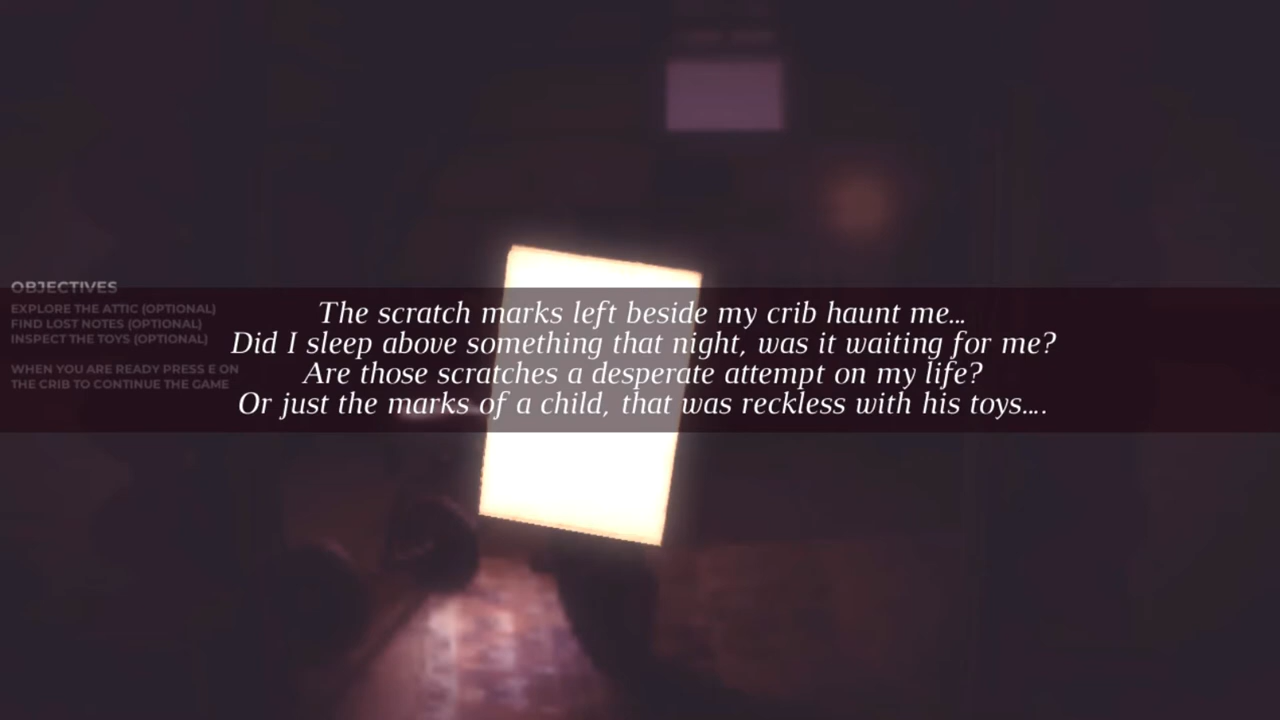 OBJECTIVES
EXPLORE THE ATTIC (OPTIONAL)
FIND LOST NOTES (OPTIONAL)
INSPECT THE TOYS (OPTIONAL)
WHEN YOU ARE READY PRESS E ON
THE CRIB TO CONTINUE THE GAME
The scratch marks left beside my crib haunt me...
Did I sleep above something that night, was it waiting for me?
Are those scratches a desperate attempt on my life?
Or just the marks of a child, that was reckless with his toys....